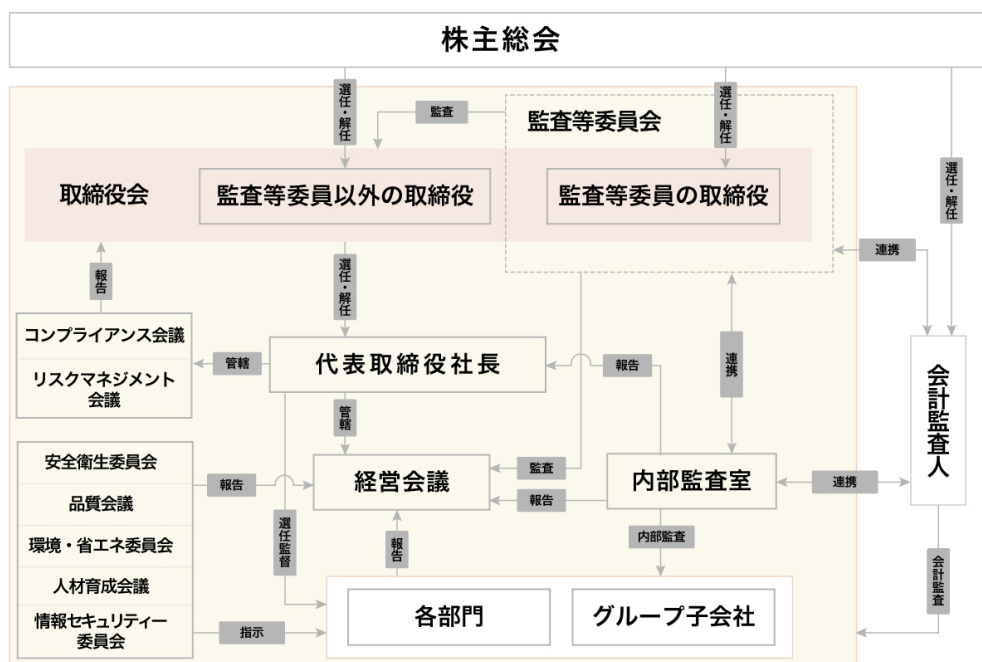 株主総会
選任・解任
選任・解任
監査
監査等委員会
選任・解任
取締役会
監査等委員以外の取締役
監査等委員の取締役
連携
報告
選任・解任
コンプライアンス会議
リスクマネジメント
会議
管轄
代表取締役社長
報告
連携
管轄
会計監査人
安全衛生委員会
品質会議
環境・省エネ委員会
人材育成会議
情報セキュリティー
委員会
報告
経営会議
監査
報告
内部監査室
連携
選任監督
報告
内部監査
会計監査
指示
各部門
グループ子会社